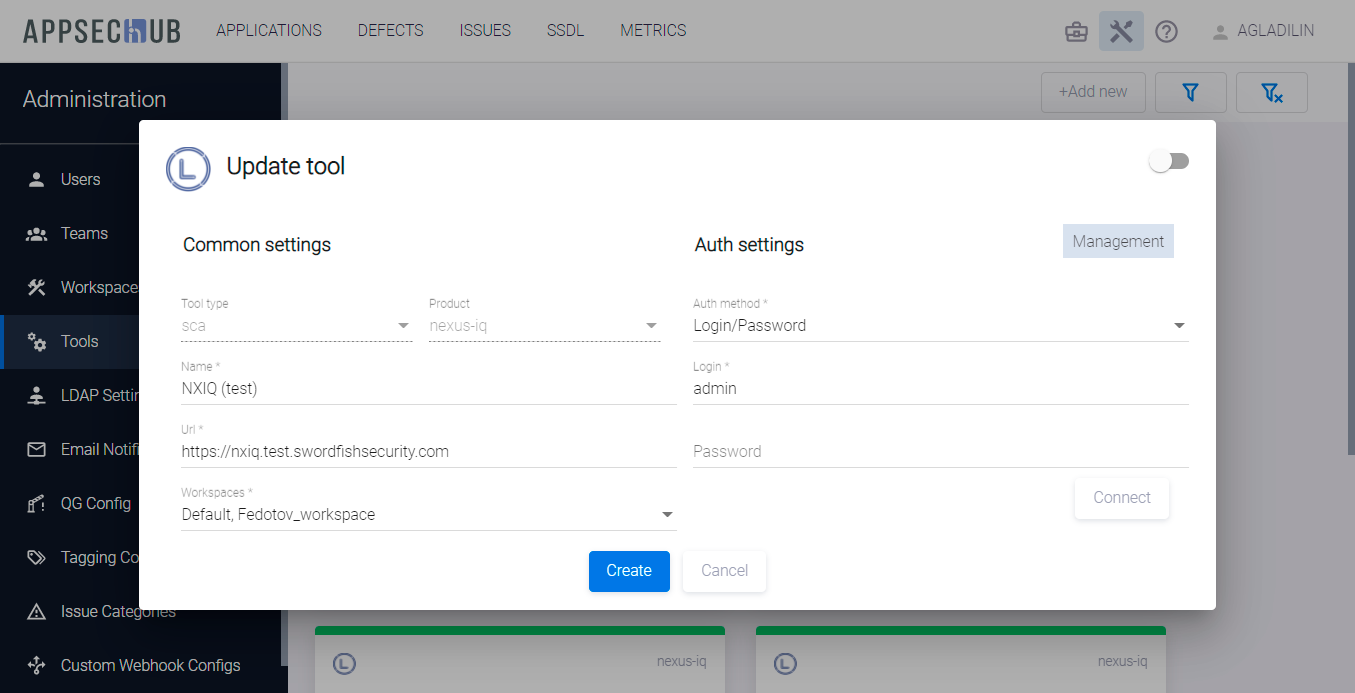 APPSECHUB APPLICATIONS DEFECTS ISSUES SSDL METRICS AGLADILIN
Administration
+Add new
Users
Teams
Workspace
Tools
LDAP Settin
Email Notifi
QG Config
Tagging Co
Issue Categories
Custom Webhook Configs
Update tool
Common settings
Tool type
sca
Product
nexus-iq
Name *
NXIQ (test)
Url *
https://nxiq.test.swordfishsecurity.com
Workspaces *
Default, Fedotov_workspace
Auth settings
Management
Auth method *
Login/Password
Login *
admin
Password
Connect
Create
Cancel
L nexus-iq
L nexus-iq